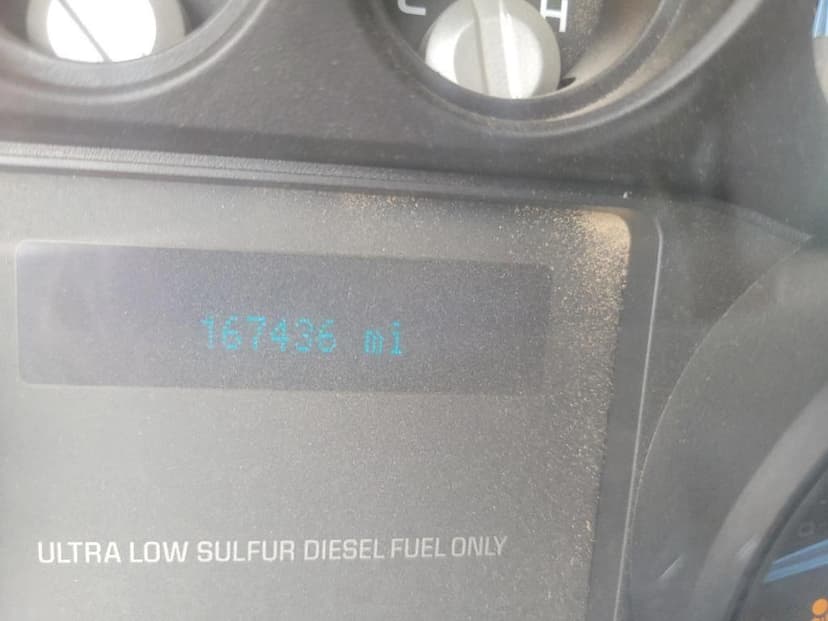 C H
167436 mi
ULTRA LOW SULFUR DIESEL FUEL ONLY